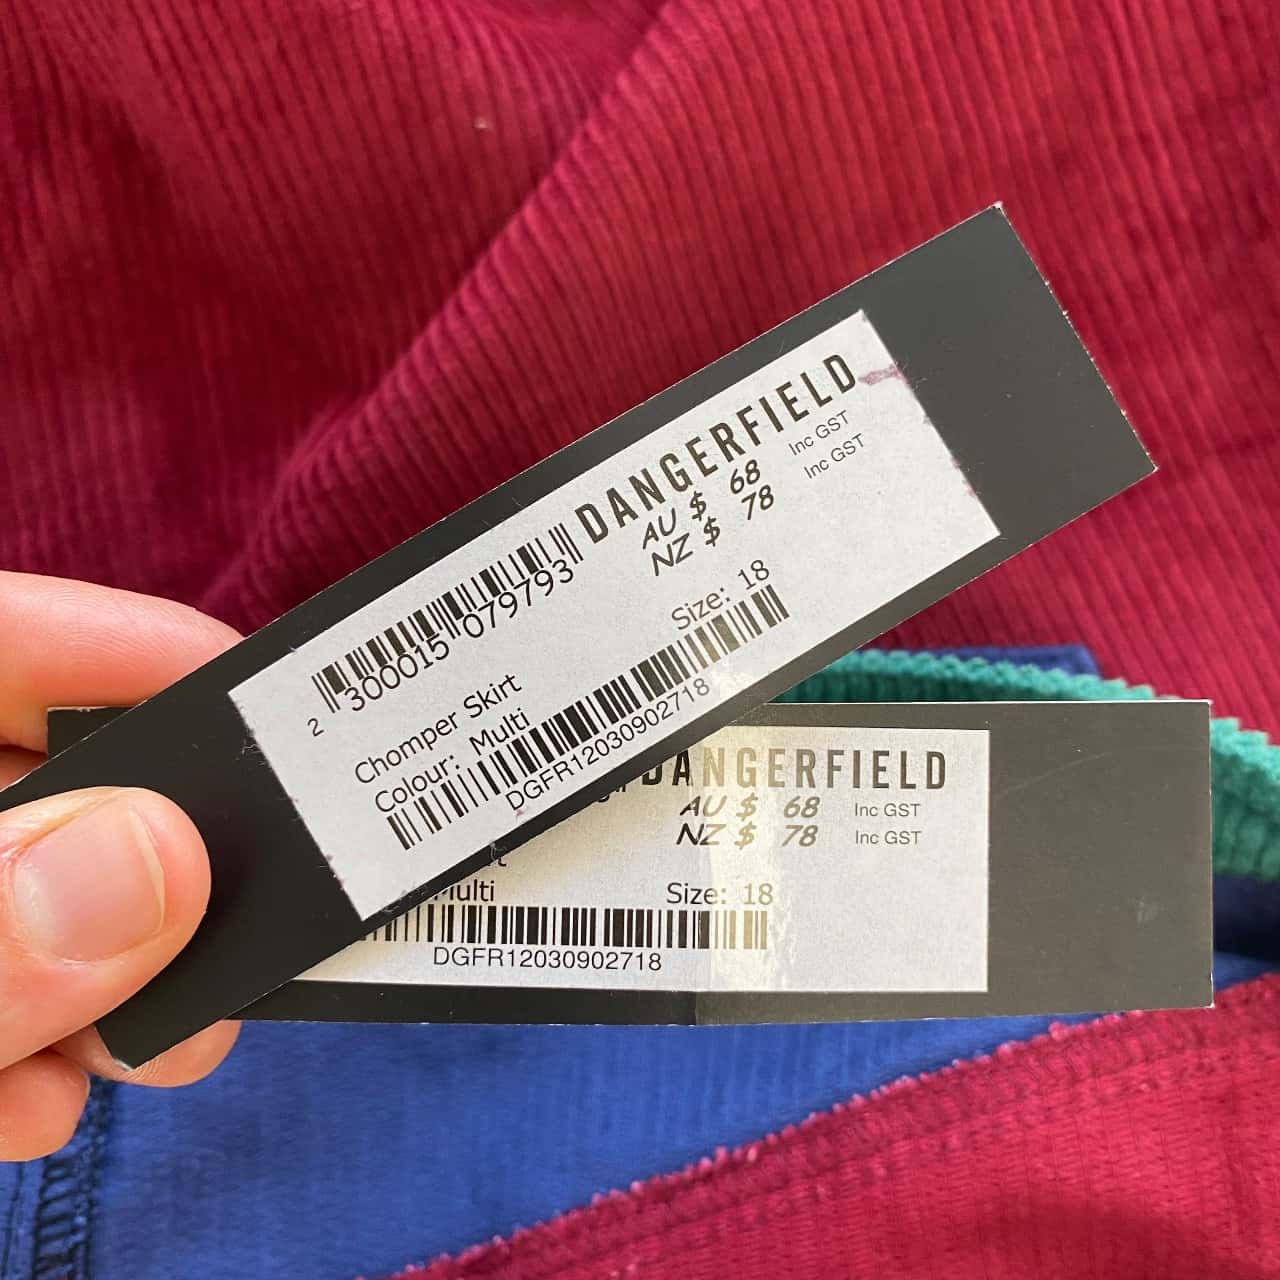 DANGERFIELD
AU $ 68 Inc GST
NZ $ 78 Inc GST
2 300015 079793
Chomper Skirt
Colour: Multi Size: 18
DGFR12030902718
DANGERFIELD
AU $ 68 Inc GST
NZ $ 78 Inc GST
Multi Size: 18
DGFR12030902718